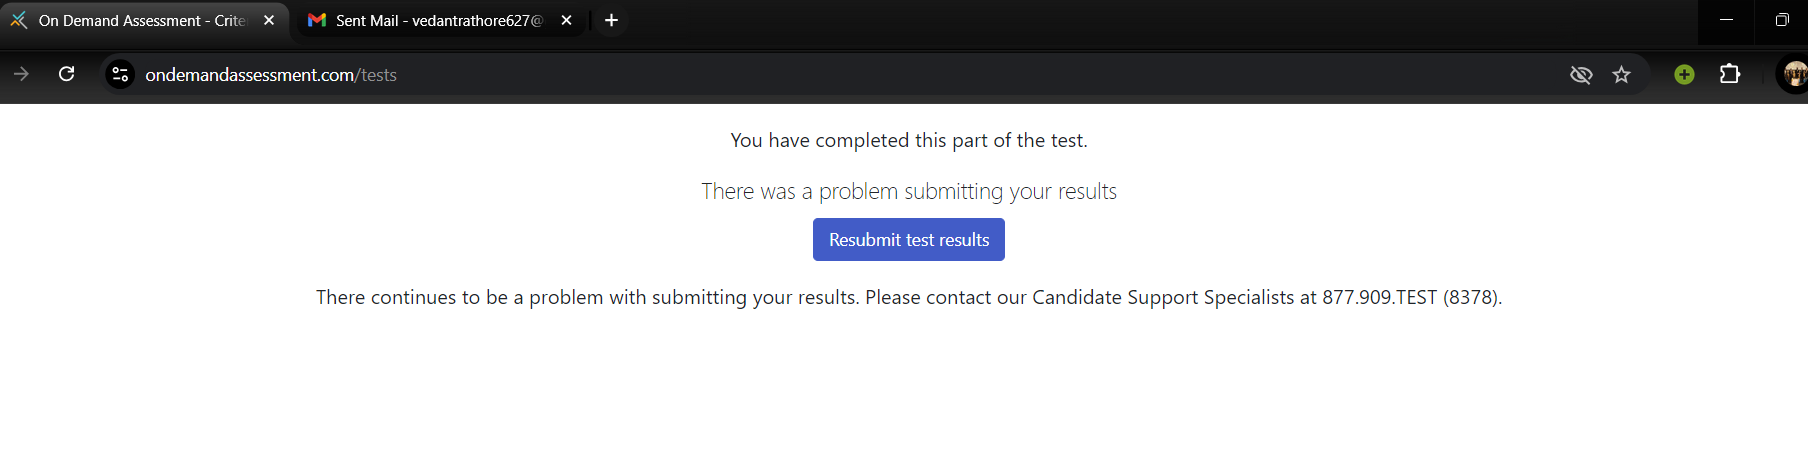 On Demand Assessment - Crite
Sent Mail - vedantrathore627@
ondemandassessment.com/tests
You have completed this part of the test.
There was a problem submitting your results
Resubmit test results
There continues to be a problem with submitting your results. Please contact our Candidate Support Specialists at 877.909.TEST (8378).